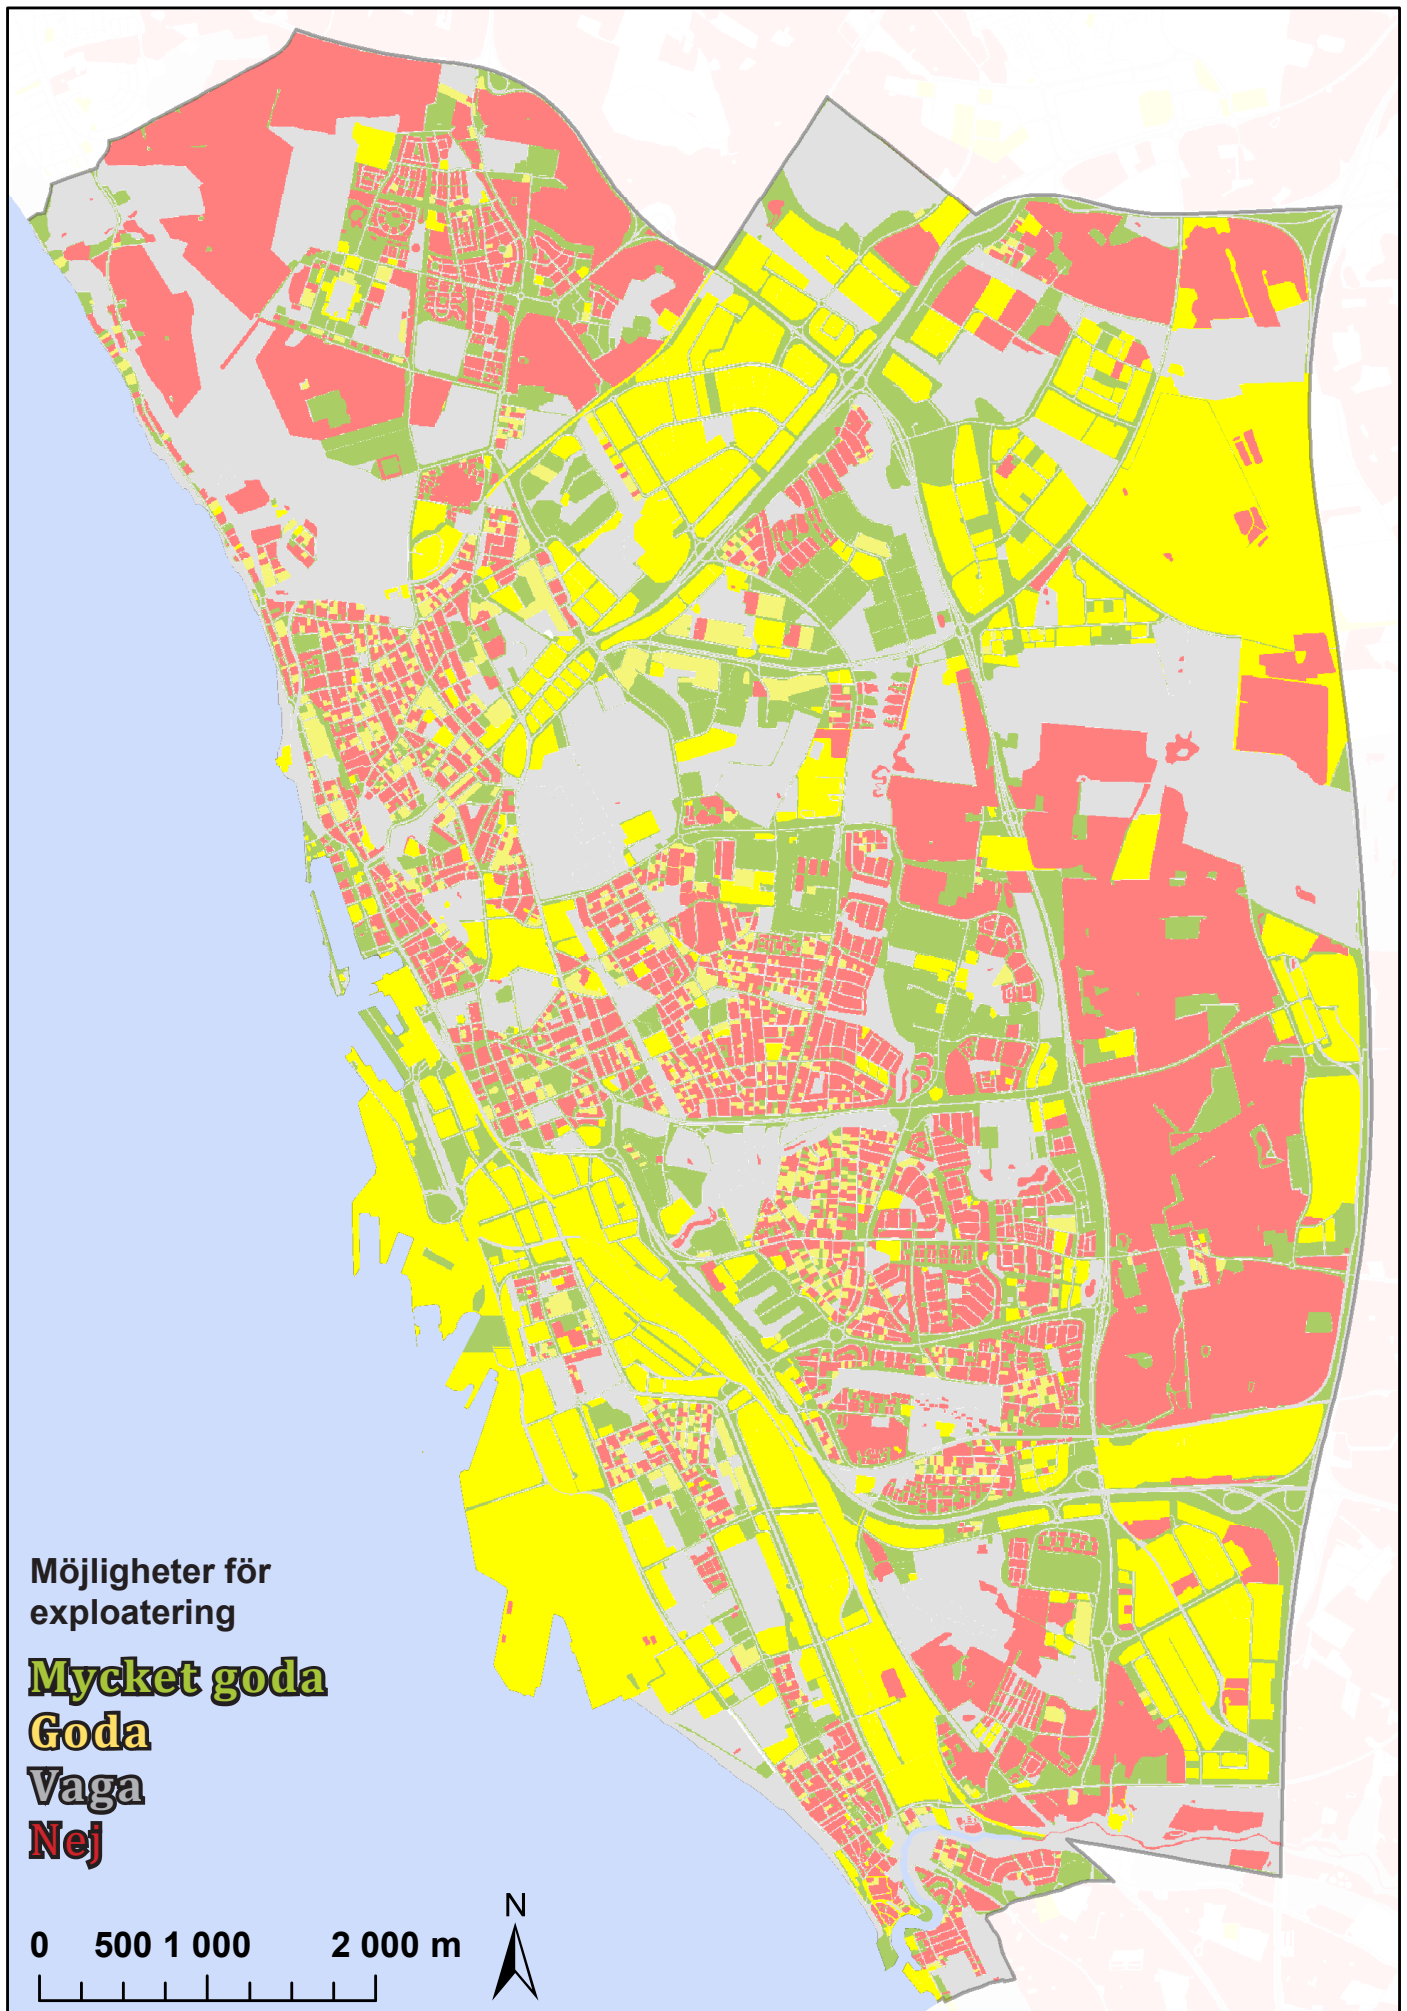 Möjligheter för
exploatering
Mycket goda
Goda
Vaga
Nej
0 500 1 000 2 000 m
N